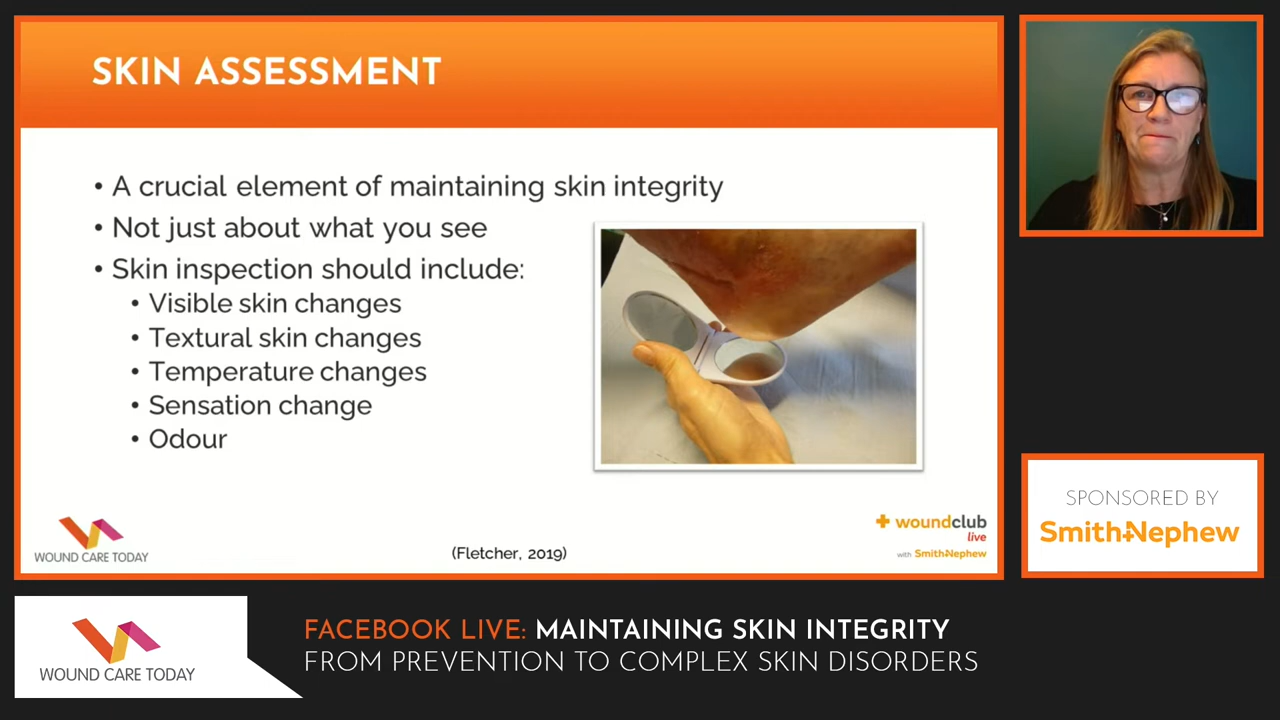 SKIN ASSESSMENT
• A crucial element of maintaining skin integrity
• Not just about what you see
• Skin inspection should include:
• Visible skin changes
• Textural skin changes
• Temperature changes
• Sensation change
• Odour
WOUND CARE TODAY
(Fletcher, 2019)
woundclub
live
with Smith+Nephew
SPONSORED BY
Smith+Nephew
WOUND CARE TODAY
FACEBOOK LIVE: MAINTAINING SKIN INTEGRITY
FROM PREVENTION TO COMPLEX SKIN DISORDERS